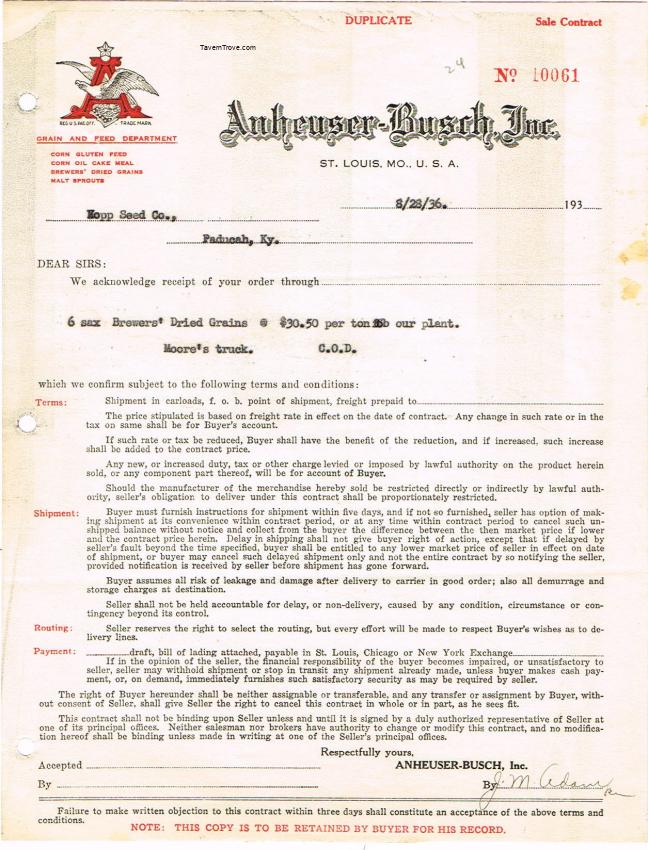 DUPLICATE
Sale Contract
TavernTrove.com
24
No 10061
REG. U.S. PAT. OFF. TRADE MARK
Anheuser-Busch, Inc.
GRAIN AND FEED DEPARTMENT
ST. LOUIS, MO., U. S. A.
CORN GLUTEN FEED
CORN OIL CAKE MEAL
BREWERS' DRIED GRAINS
MALT SPROUTS
8/28/36. 193
Hopp Seed Co.,
Paducah, Ky.
DEAR SIRS:
We acknowledge receipt of your order through
6 sax Brewers' Dried Grains @ $30.50 per ton our plant.
Moore's truck. C.O.D.
which we confirm subject to the following terms and conditions:
Terms: Shipment in carloads, f. o. b. point of shipment, freight prepaid to
The price stipulated is based on freight rate in effect on the date of contract. Any change in such rate or in the
tax on same shall be for Buyer's account.
If such rate or tax be reduced, Buyer shall have the benefit of the reduction, and if increased, such increase
shall be added to the contract price.
Any new, or increased duty, tax or other charge levied or imposed by lawful authority on the product herein
sold, or any component part thereof, will be for account of Buyer.
Should the manufacturer of the merchandise hereby sold be restricted directly or indirectly by lawful auth-
ority, seller's obligation to deliver under this contract shall be proportionately restricted.
Shipment: Buyer must furnish instructions for shipment within five days, and if not so furnished, seller has option of mak-
ing shipment at its convenience within contract period, or at any time within contract period to cancel such un-
shipped balance without notice and collect from the buyer the difference between the then market price if lower
and the contract price herein. Delay in shipping shall not give buyer right of action, except that if delayed by
seller's fault beyond the time specified, buyer shall be entitled to any lower market price of seller in effect on date
of shipment, or buyer may cancel such delayed shipment only and not the entire contract by so notifying the seller,
provided notification is received by seller before shipment has gone forward.
Buyer assumes all risk of leakage and damage after delivery to carrier in good order; also all demurrage and
storage charges at destination.
Seller shall not be held accountable for delay, or non-delivery, caused by any condition, circumstance or con-
tingency beyond its control.
Routing: Seller reserves the right to select the routing, but every effort will be made to respect Buyer's wishes as to de-
livery lines.
Payment: draft, bill of lading attached, payable in St. Louis, Chicago or New York Exchange
If in the opinion of the seller, the financial responsibility of the buyer becomes impaired, or unsatisfactory to
seller, seller may withhold shipment or stop in transit any shipment already made, unless buyer makes cash pay-
ment, or, on demand, immediately furnishes such satisfactory security as may be required by seller.
The right of Buyer hereunder shall be neither assignable or transferable, and any transfer or assignment by Buyer, with-
out consent of Seller, shall give Seller the right to cancel this contract in whole or in part, as he sees fit.
This contract shall not be binding upon Seller unless and until it is signed by a duly authorized representative of Seller at
one of its principal offices. Neither salesman nor brokers have authority to change or modify this contract, and no modifica-
tion hereof shall be binding unless made in writing at one of the Seller's principal offices.
Respectfully yours,
Accepted ANHEUSER-BUSCH, Inc.
By By J. M. Adam
Failure to make written objection to this contract within three days shall constitute an acceptance of the above terms and
conditions.
NOTE: THIS COPY IS TO BE RETAINED BY BUYER FOR HIS RECORD.